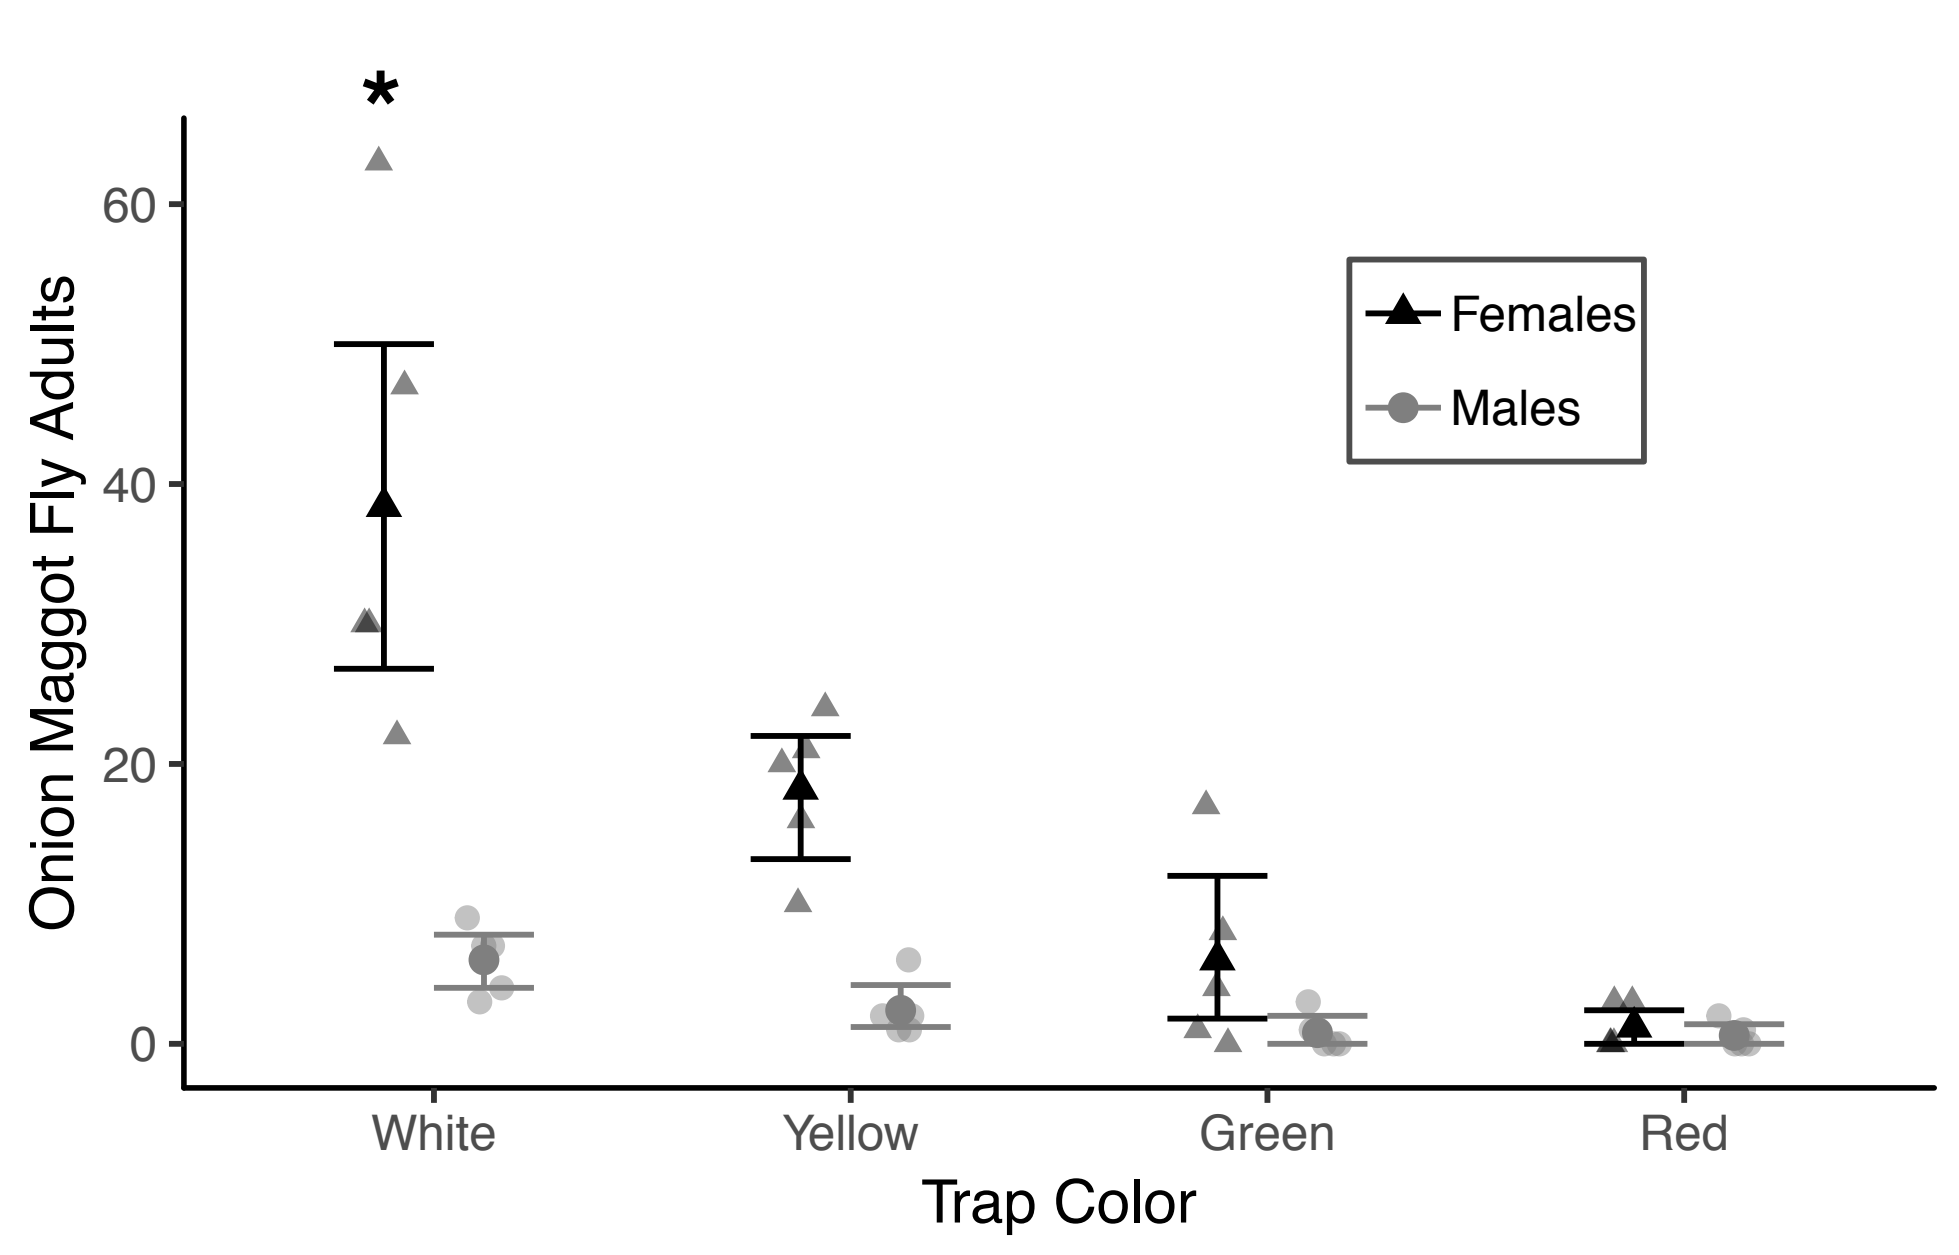 *
60
40
20
0
Onion Maggot Fly Adults
Females
Males
White Yellow Green Red
Trap Color